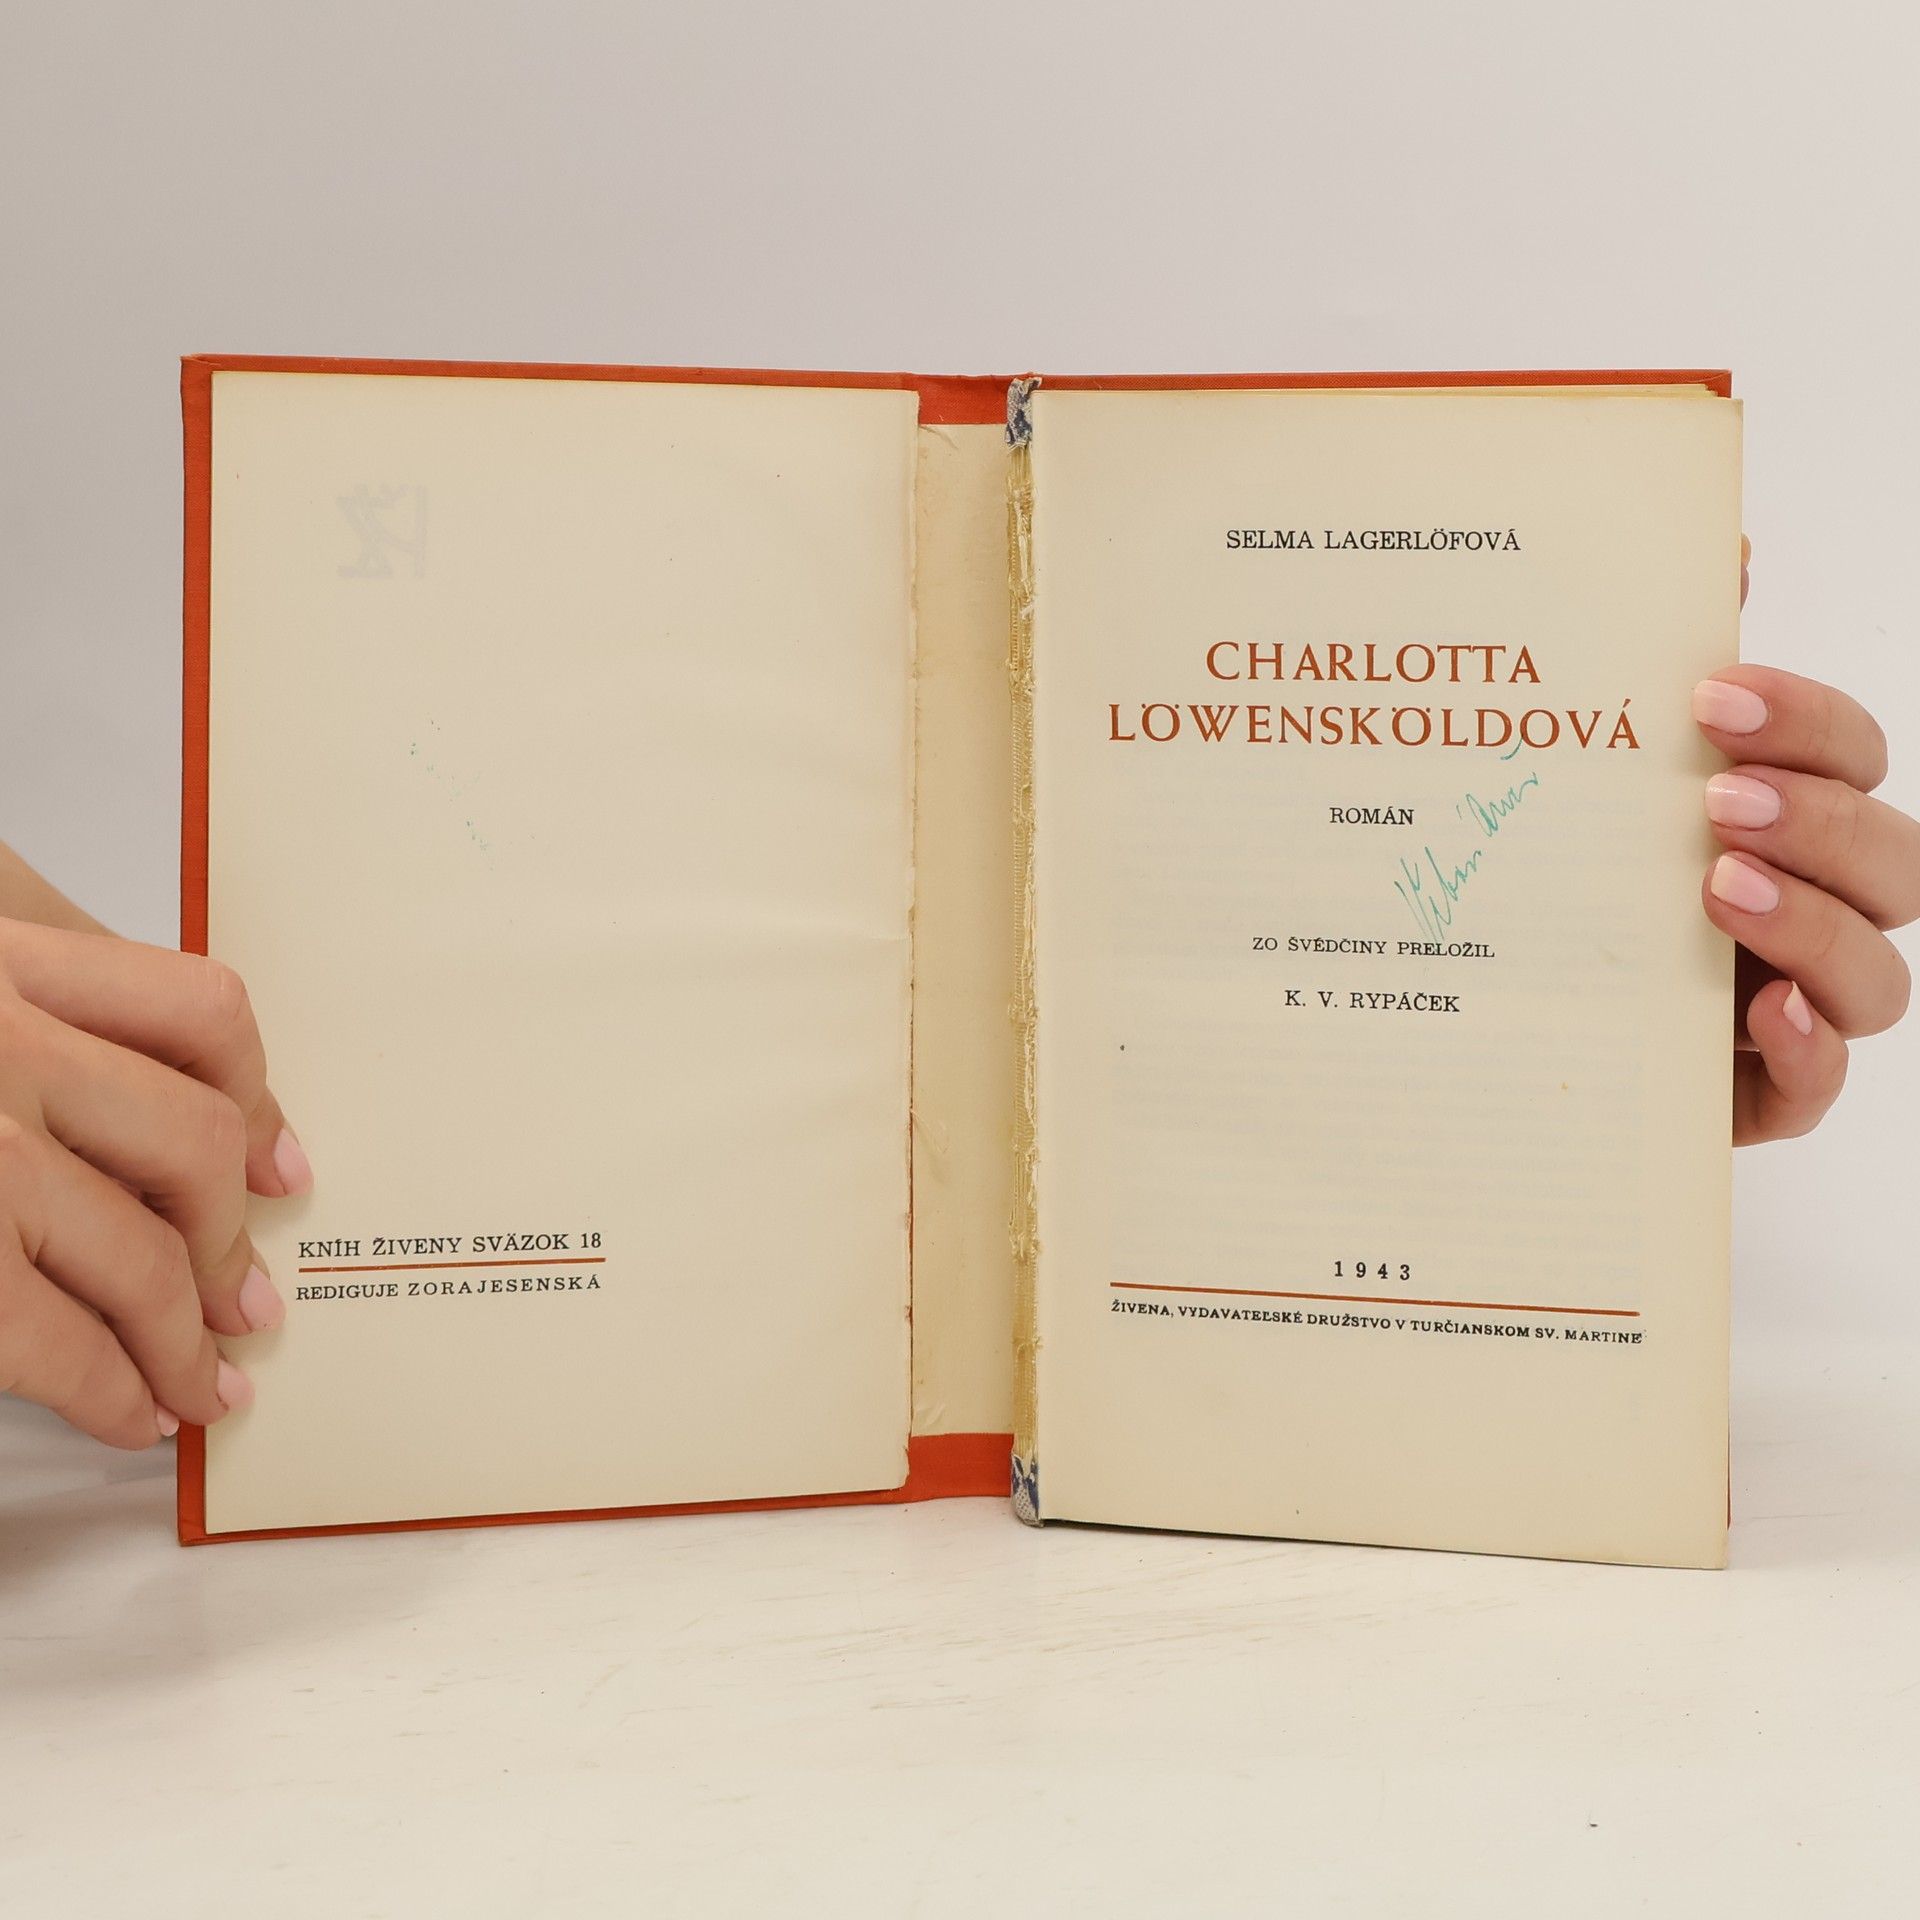 KNÍH ŽIVENY SVÄZOK 18
REDIGUJE ZORA JESENSKÁ
SELMA LAGERLÖFOVÁ
CHARLOTTA
LÖWENSKÖLDOVÁ
ROMÁN
ZO ŠVÉDČINY PRELOŽIL
K. V. RYPÁČEK
1943
ŽIVENA, VYDAVATEĽSKÉ DRUŽSTVO V TURČIANSKOM SV. MARTINE